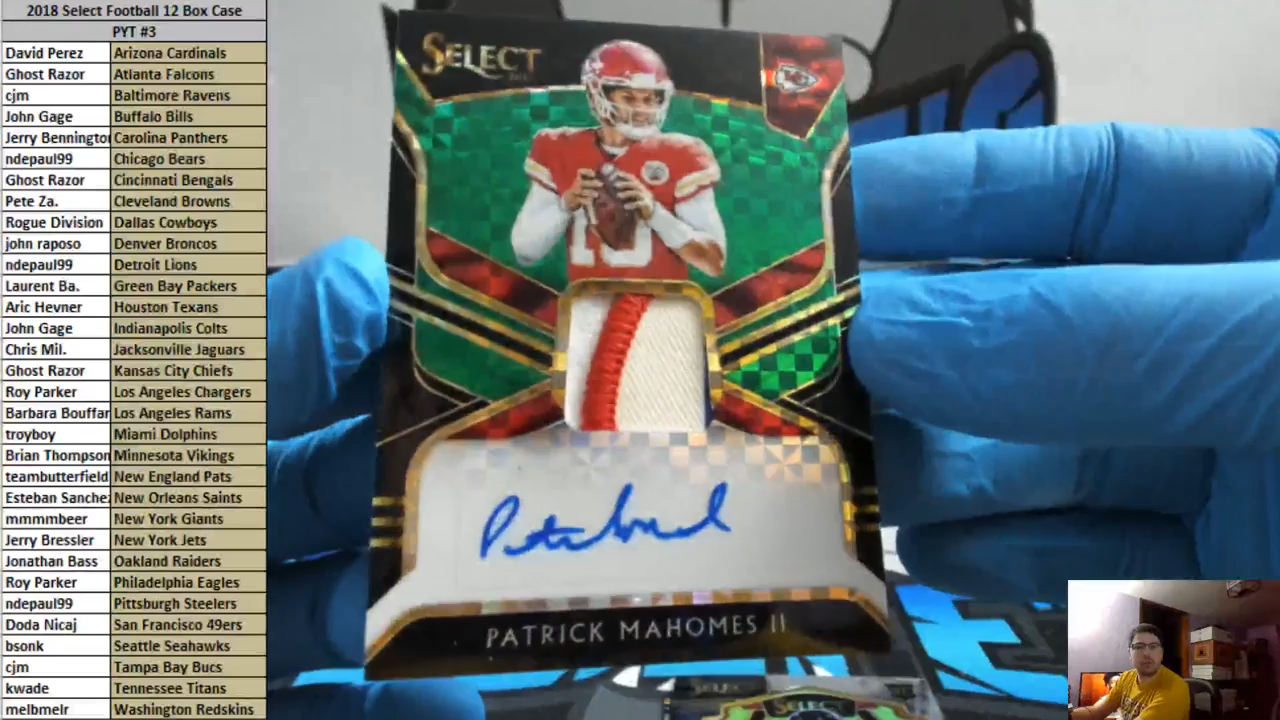 2018 Select Football 12 Box Case
PYT #3
David Perez Arizona Cardinals
Ghost Razor Atlanta Falcons
cjm Baltimore Ravens
John Gage Buffalo Bills
Jerry Benningtor Carolina Panthers
ndepaul99 Chicago Bears
Ghost Razor Cincinnati Bengals
Pete Za. Cleveland Browns
Rogue Division Dallas Cowboys
john raposo Denver Broncos
ndepaul99 Detroit Lions
Laurent Ba. Green Bay Packers
Aric Hevner Houston Texans
John Gage Indianapolis Colts
Chris Mil. Jacksonville Jaguars
Ghost Razor Kansas City Chiefs
Roy Parker Los Angeles Chargers
Barbara Bouffar Los Angeles Rams
troyboy Miami Dolphins
Brian Thompson Minnesota Vikings
teambutterfield New England Pats
Esteban Sanche New Orleans Saints
mmmmbeer New York Giants
Jerry Bressler New York Jets
Jonathan Bass Oakland Raiders
Roy Parker Philadelphia Eagles
ndepaul99 Pittsburgh Steelers
Doda Nicaj San Francisco 49ers
bsonk Seattle Seahawks
cjm Tampa Bay Bucs
kwade Tennessee Titans
melbmelr Washington Redskins
SELECT
KC
PATRICK MAHOMES II
SELECT
SELECT